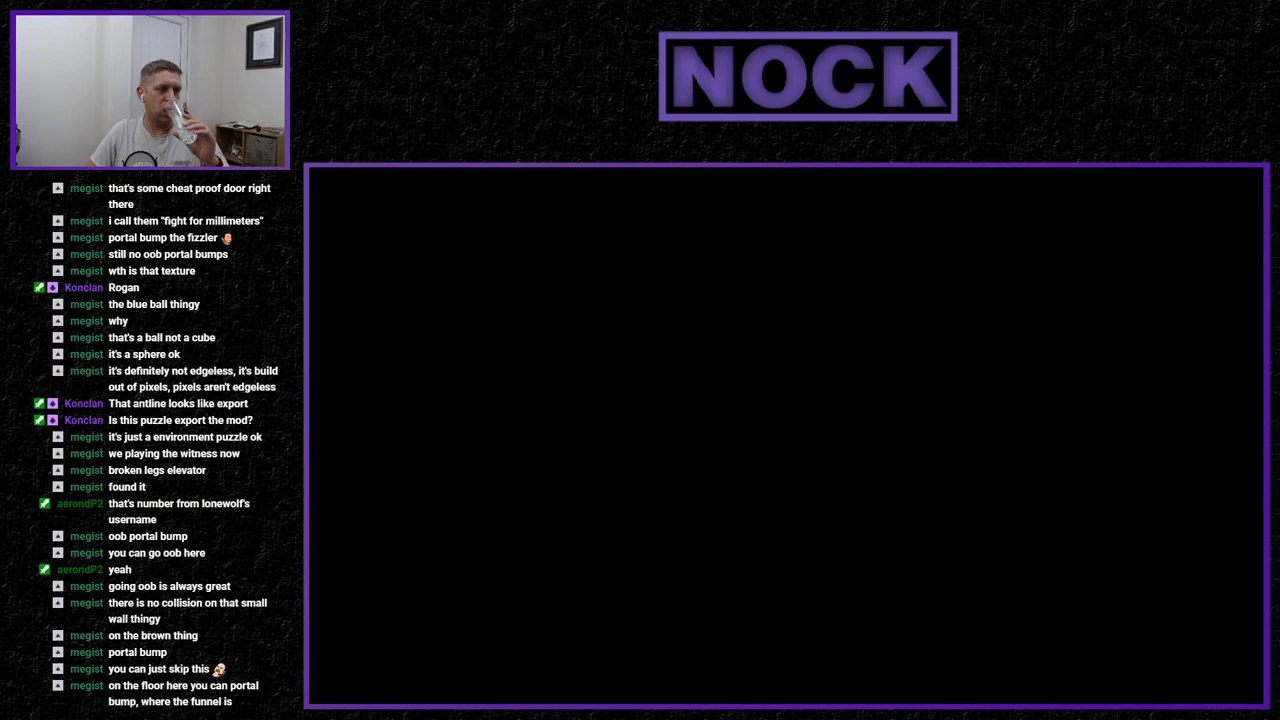 NOCK
megist that's some cheat proof door right
there
megist i call them "fight for millimeters"
megist portal bump the fizzler
megist still no oob portal bumps
megist wth is that texture
Konclan Rogan
megist the blue ball thingy
megist why
megist that's a ball not a cube
megist it's a sphere ok
megist it's definitely not edgeless, it's build
out of pixels, pixels aren't edgeless
Konclan That antline looks like export
Konclan Is this puzzle export the mod?
megist it's just a environment puzzle ok
megist we playing the witness now
megist broken legs elevator
megist found it
aerondP2 that's number from lonewolf's
username
megist oob portal bump
megist you can go oob here
aerondP2 yeah
megist going oob is always great
megist there is no collision on that small
wall thingy
megist on the brown thing
megist portal bump
megist you can just skip this
megist on the floor here you can portal
bump, where the funnel is